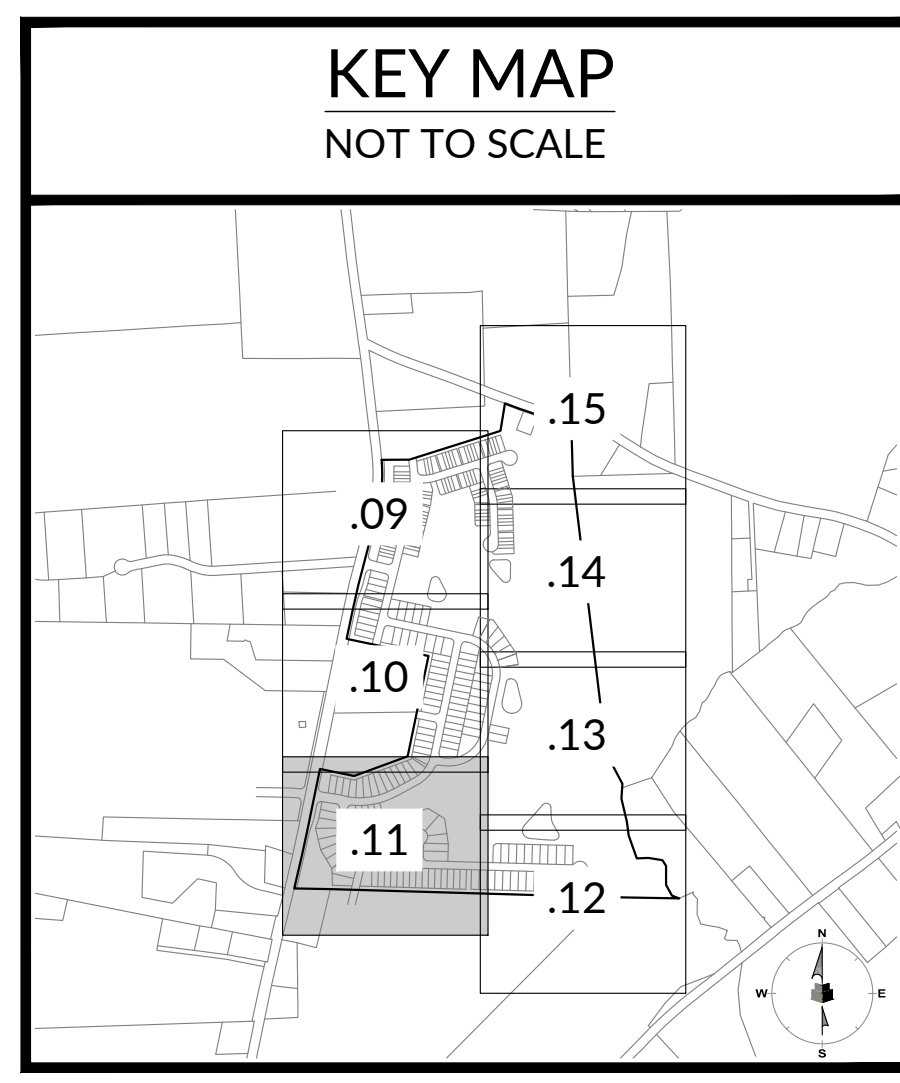 KEY MAP
NOT TO SCALE
.15
.09
.14
.10
.13
.11
.12
N
W
E
S